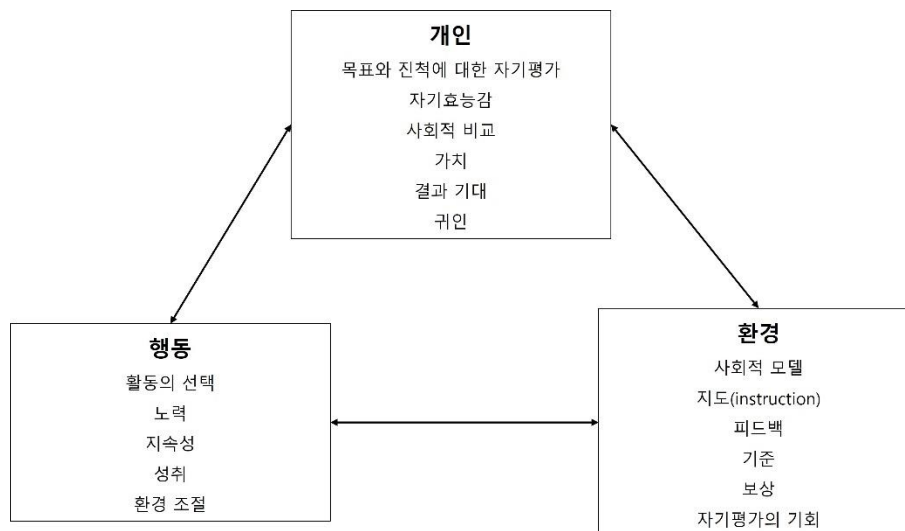 개인
목표와 진척에 대한 자기평가
자기효능감
사회적 비교
가치
결과 기대
귀인
행동
활동의 선택
노력
지속성
성취
환경 조절
환경
사회적 모델
지도(instruction)
피드백
기준
보상
자기평가의 기회